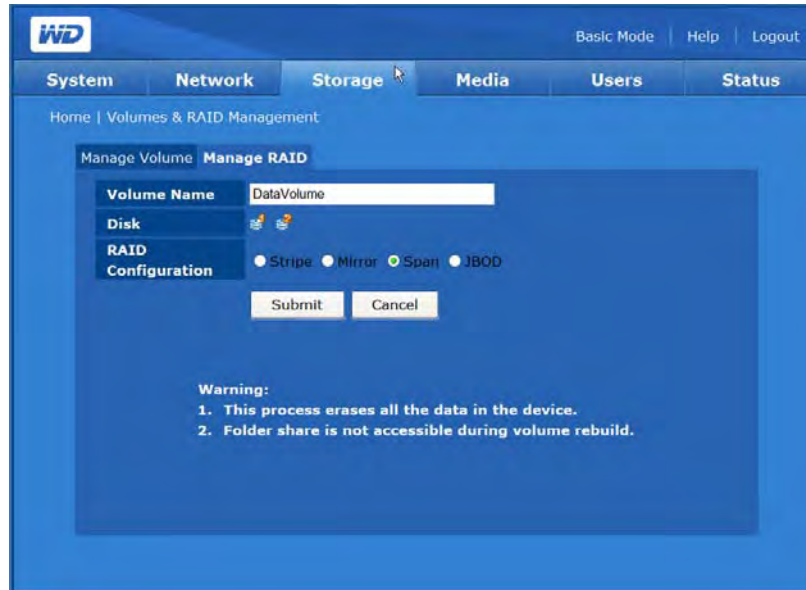 WD
Basic Mode | Help | Logout
System Network Storage Media Users Status
Home | Volumes & RAID Management
Manage Volume Manage RAID
Volume Name DataVolume
Disk
RAID
Configuration Stripe Mirror Span JBOD
Submit Cancel
Warning:
1. This process erases all the data in the device.
2. Folder share is not accessible during volume rebuild.